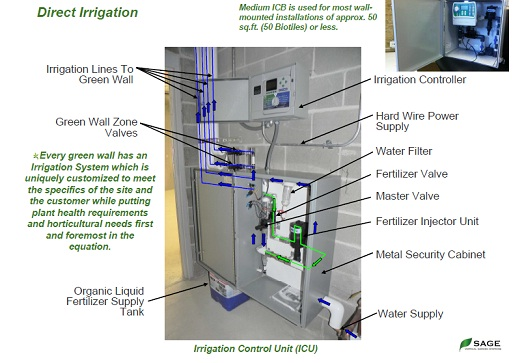 Direct Irrigation
Medium ICB is used for most wall-
mounted installations of approx. 50
sq.ft. (50 Biotiles) or less.
Irrigation Lines To
Green Wall
Green Wall Zone
Valves
*Every green wall has an
Irrigation System which is
uniquely customized to meet
the specifics of the site and
the customer while putting
plant health requirements
and horticultural needs first
and foremost in the
equation.
Organic Liquid
Fertilizer Supply
Tank
Irrigation Controller
Hard Wire Power
Supply
Water Filter
Fertilizer Valve
Master Valve
Fertilizer Injector Unit
Metal Security Cabinet
Water Supply
Irrigation Control Unit (ICU)
SAGE